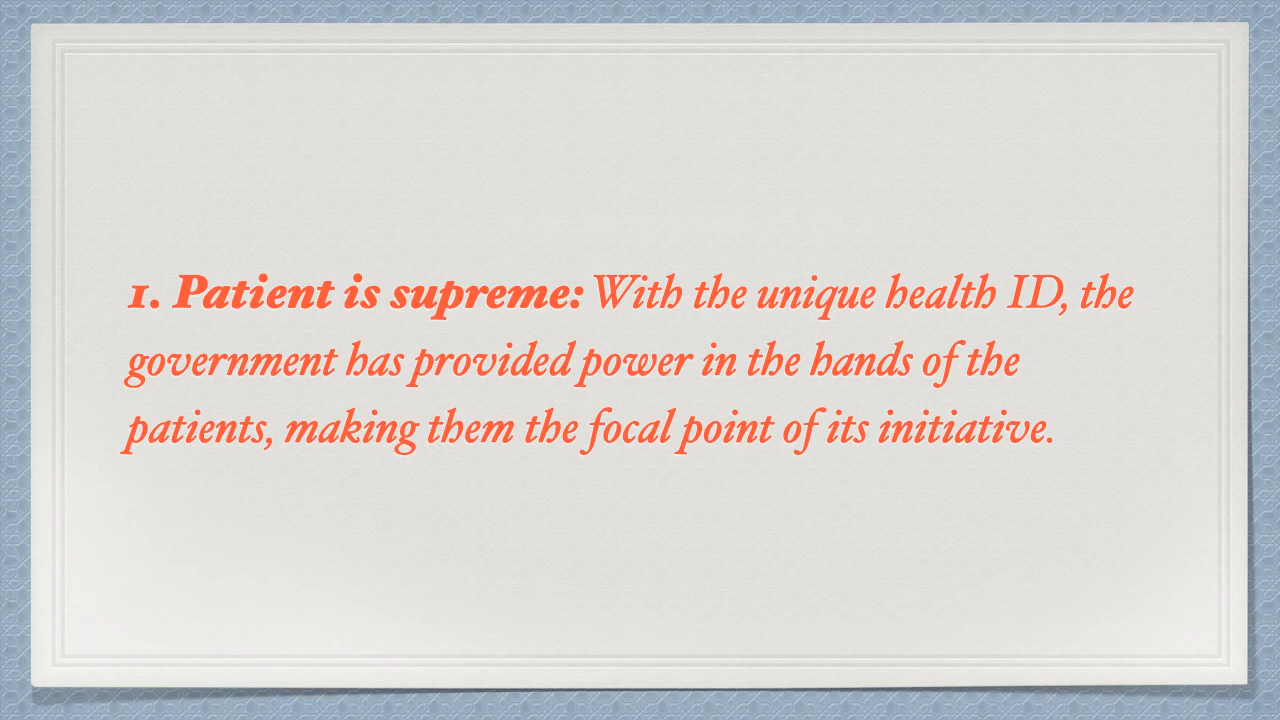 1. Patient is supreme: With the unique health ID, the
government has provided power in the hands of the
patients, making them the focal point of its initiative.